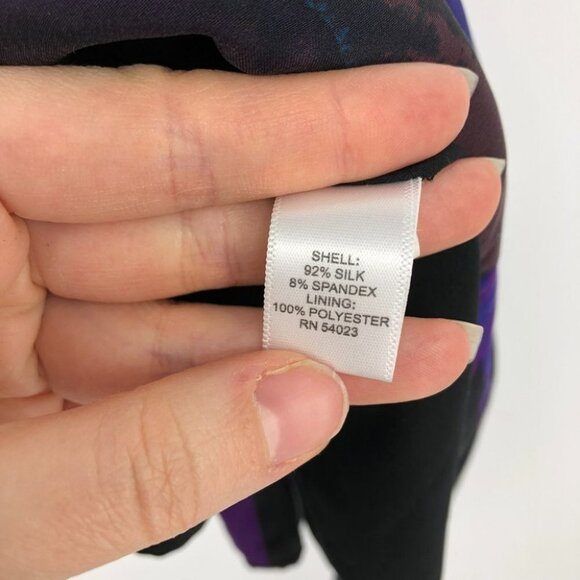 SHELL:
92% SILK
8% SPANDEX
LINING:
100% POLYESTER
RN 54023